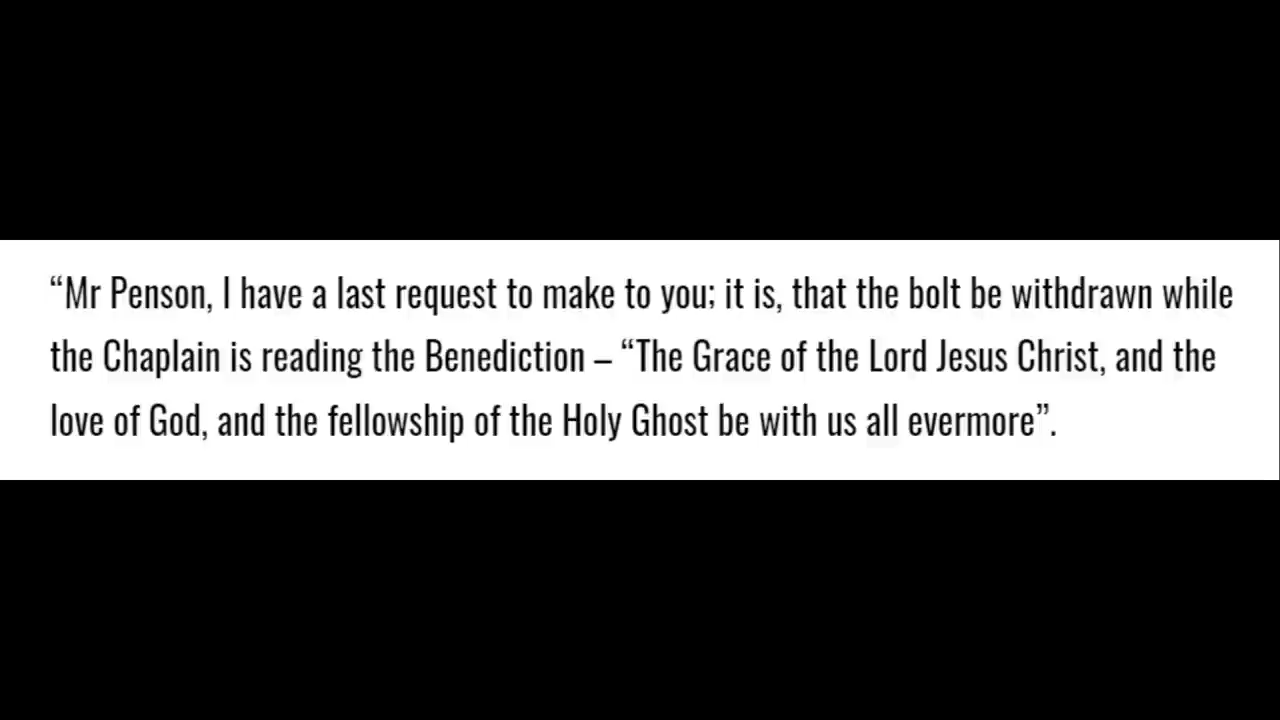 “Mr Penson, I have a last request to make to you; it is, that the bolt be withdrawn while
the Chaplain is reading the Benediction – “The Grace of the Lord Jesus Christ, and the
love of God, and the fellowship of the Holy Ghost be with us all evermore”.